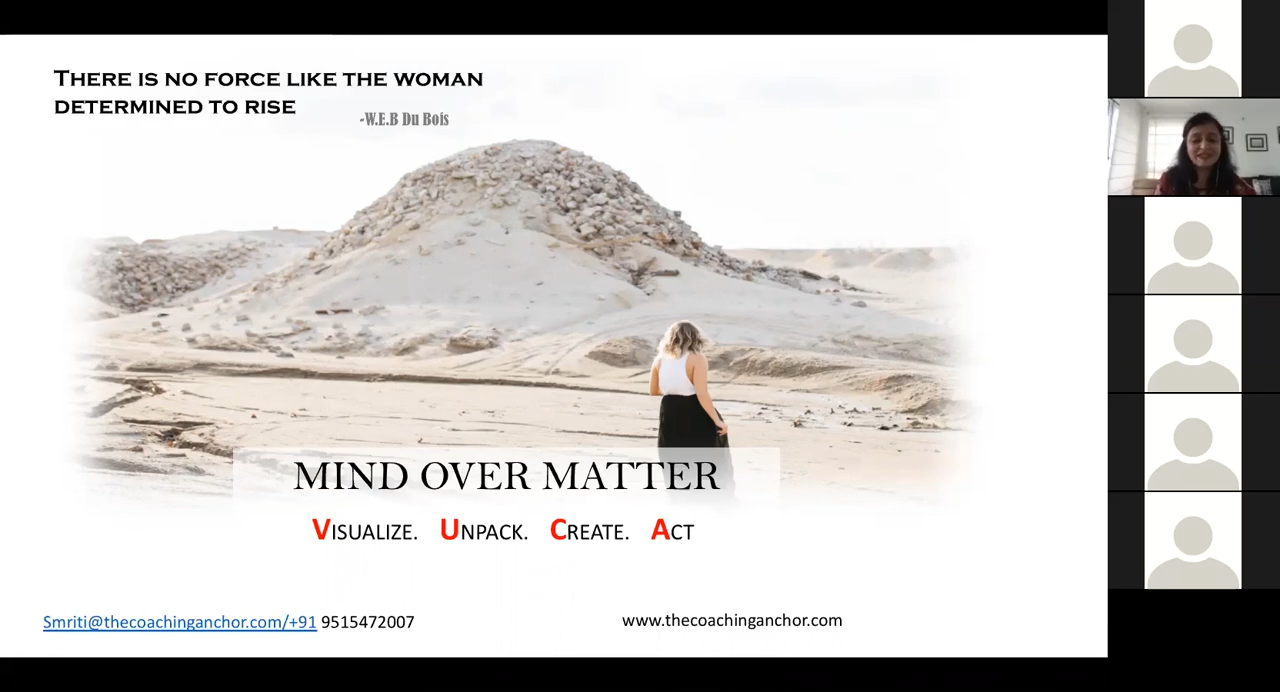 THERE IS NO FORCE LIKE THE WOMAN
DETERMINED TO RISE
-W.E.B Du Bois
MIND OVER MATTER
VISUALIZE. UNPACK. CREATE. ACT
Smriti@thecoachinganchor.com/+91 9515472007
www.thecoachinganchor.com